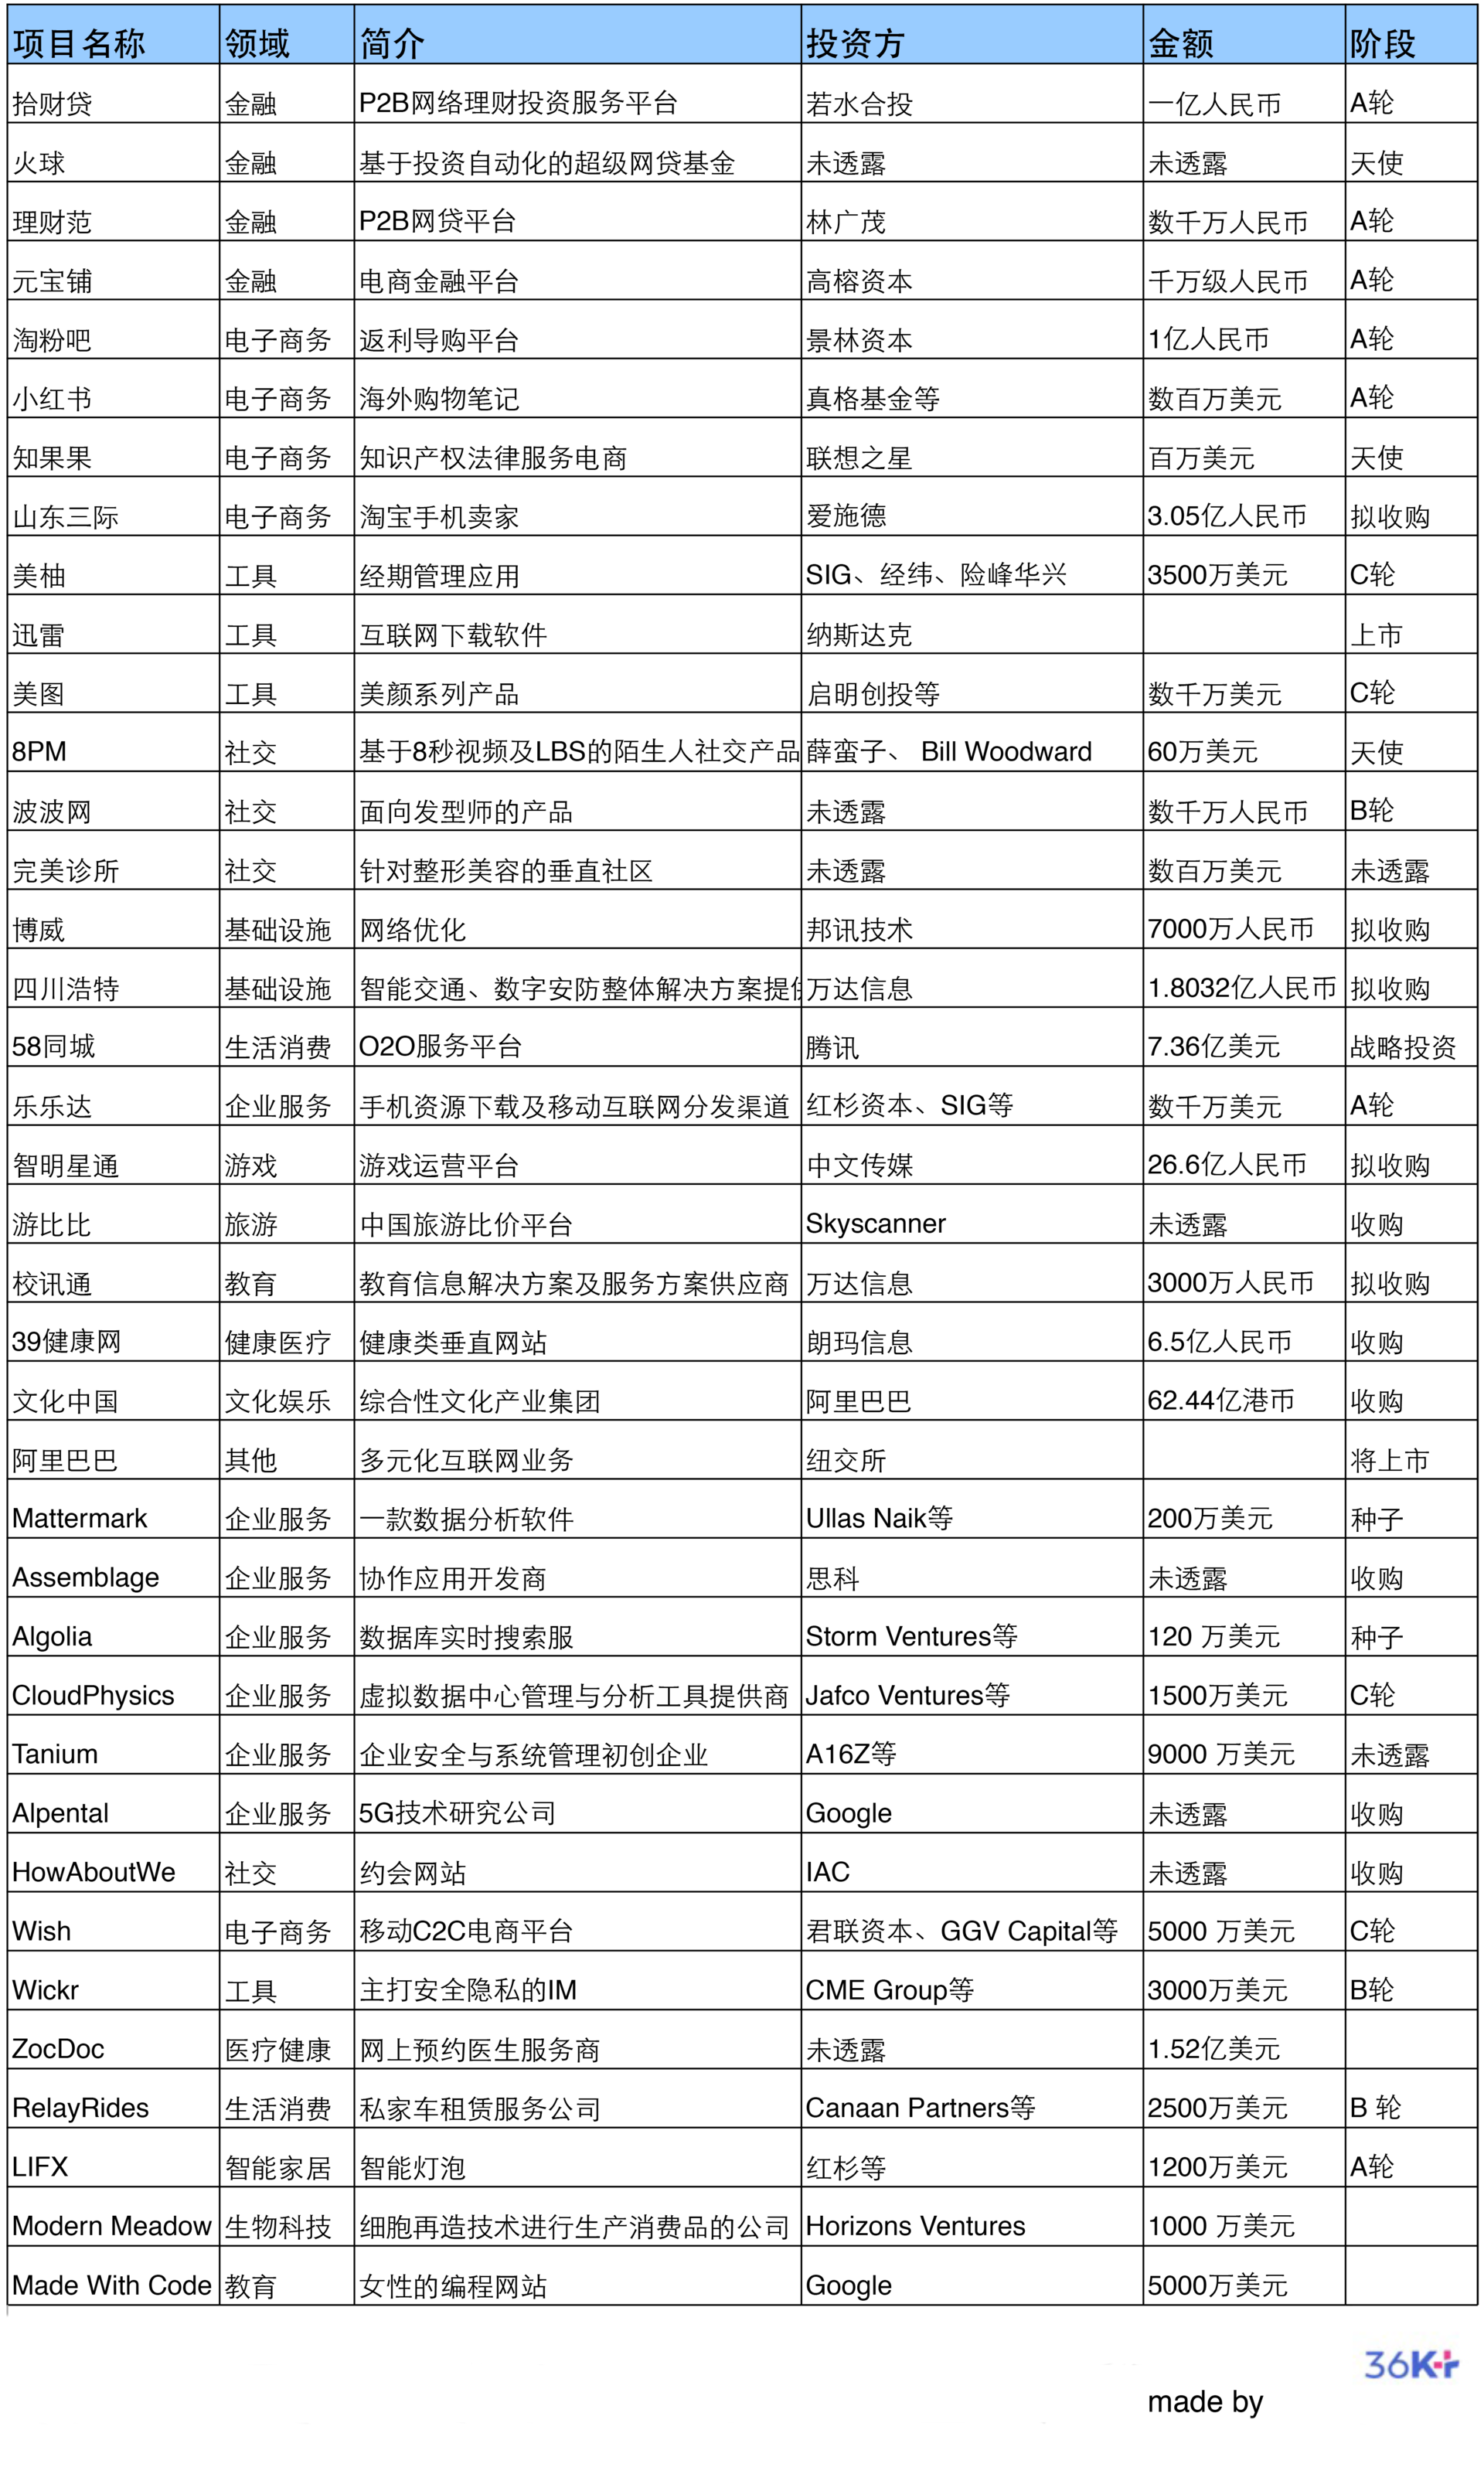 项目名称 领域 简介 投资方 金额 阶段
拾财贷 金融 P2B网络理财投资服务平台 若水合投 一亿人民币 A轮
火球 金融 基于投资自动化的超级网贷基金 未透露 未透露 天使
理财范 金融 P2B网贷平台 林广茂 数千万人民币 A轮
元宝铺 金融 电商金融平台 高榕资本 千万级人民币 A轮
淘粉吧 电子商务 返利导购平台 景林资本 1亿人民币 A轮
小红书 电子商务 海外购物笔记 真格基金等 数百万美元 A轮
知果果 电子商务 知识产权法律服务电商 联想之星 百万美元 天使
山东三际 电子商务 淘宝手机卖家 爱施德 3.05亿人民币 拟收购
美柚 工具 经期管理应用 SIG、经纬、险峰华兴 3500万美元 C轮
迅雷 工具 互联网下载软件 纳斯达克 上市
美图 工具 美颜系列产品 启明创投等 数千万美元 C轮
8PM 社交 基于8秒视频及LBS的陌生人社交产品 薛蛮子、 Bill Woodward 60万美元 天使
波波网 社交 面向发型师的产品 未透露 数千万人民币 B轮
完美诊所 社交 针对整形美容的垂直社区 未透露 数百万美元 未透露
博威 基础设施 网络优化 邦讯技术 7000万人民币 拟收购
四川浩特 基础设施 智能交通、数字安防整体解决方案提 万达信息 1.8032亿人民币 拟收购
58同城 生活消费 O2O服务平台 腾讯 7.36亿美元 战略投资
乐乐达 企业服务 手机资源下载及移动互联网分发渠道 红杉资本、SIG等 数千万美元 A轮
智明星通 游戏 游戏运营平台 中文传媒 26.6亿人民币 拟收购
游比比 旅游 中国旅游比价平台 Skyscanner 未透露 收购
校讯通 教育 教育信息解决方案及服务方案供应商 万达信息 3000万人民币 拟收购
39健康网 健康医疗 健康类垂直网站 朗玛信息 6.5亿人民币 收购
文化中国 文化娱乐 综合性文化产业集团 阿里巴巴 62.44亿港币 收购
阿里巴巴 其他 多元化互联网业务 纽交所 将上市
Mattermark 企业服务 一款数据分析软件 Ullas Naik等 200万美元 种子
Assemblage 企业服务 协作应用开发商 思科 未透露 收购
Algolia 企业服务 数据库实时搜索服 Storm Ventures等 120 万美元 种子
CloudPhysics 企业服务 虚拟数据中心管理与分析工具提供商 Jafco Ventures等 1500万美元 C轮
Tanium 企业服务 企业安全与系统管理初创企业 A16Z等 9000 万美元 未透露
Alpental 企业服务 5G技术研究公司 Google 未透露 收购
HowAboutWe 社交 约会网站 IAC 未透露 收购
Wish 电子商务 移动C2C电商平台 君联资本、GGV Capital等 5000 万美元 C轮
Wickr 工具 主打安全隐私的IM CME Group等 3000万美元 B轮
ZocDoc 医疗健康 网上预约医生服务商 未透露 1.52亿美元
RelayRides 生活消费 私家车租赁服务公司 Canaan Partners等 2500万美元 B 轮
LIFX 智能家居 智能灯泡 红杉等 1200万美元 A轮
Modern Meadow 生物科技 细胞再造技术进行生产消费品的公司 Horizons Ventures 1000 万美元
Made With Code 教育 女性的编程网站 Google 5000万美元
36Kr
made by